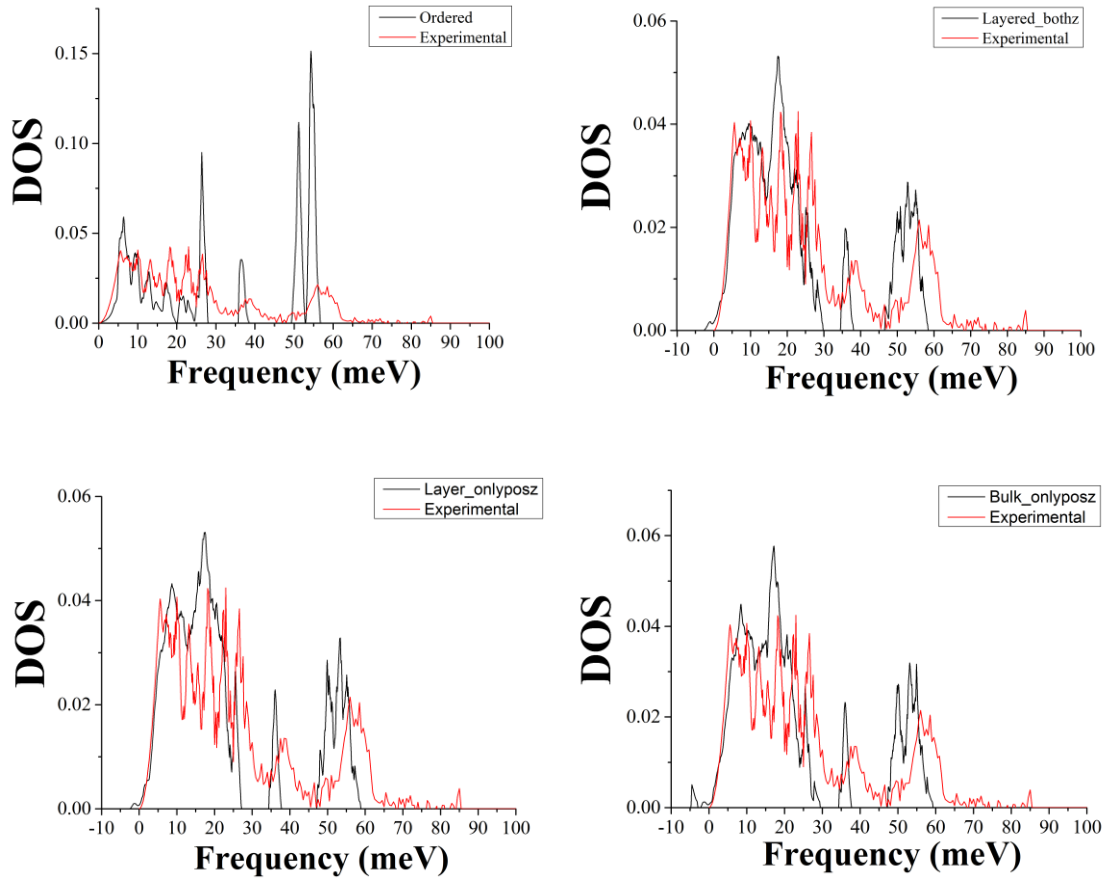 Ordered
Experimental
0.15
0.10
0.05
0.00
DOS
0 10 20 30 40 50 60 70 80 90 100
Frequency (meV)
Layered_bothz
Experimental
0.06
0.04
0.02
0.00
DOS
-10 0 10 20 30 40 50 60 70 80 90 100
Frequency (meV)
Layer_onlyposz
Experimental
0.06
0.04
0.02
0.00
DOS
-10 0 10 20 30 40 50 60 70 80 90 100
Frequency (meV)
Bulk_onlyposz
Experimental
0.06
0.04
0.02
0.00
DOS
-10 0 10 20 30 40 50 60 70 80 90 100
Frequency (meV)